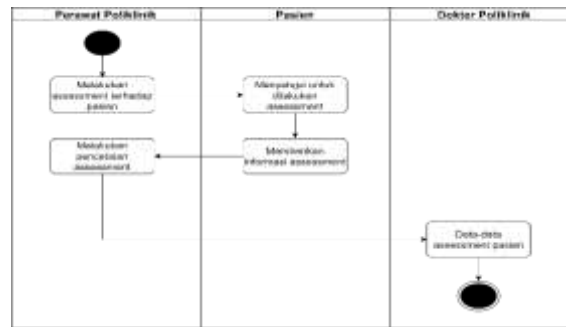 Perawat Poliklinik
Pasien
Dokter Poliklinik
Melakukan
assessment terhadap
pasien
Menyetujui untuk
dilakukan
assessment
Melakukan
pencatatan
assessment
Memberikan
informasi assessment
Data-data
assessment pasien